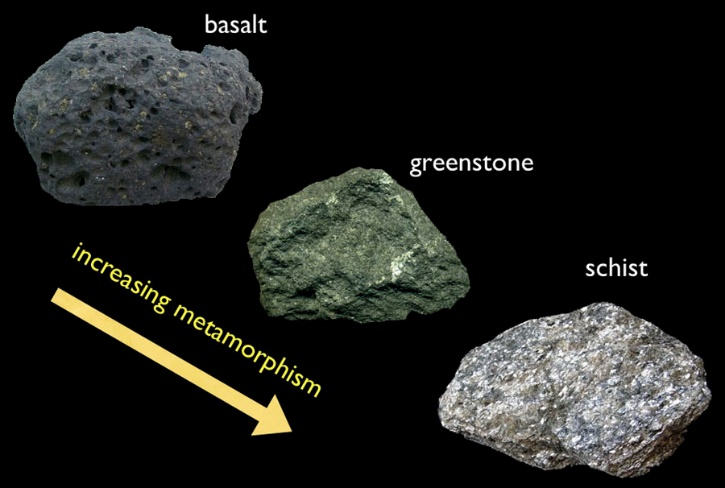 basalt
greenstone
schist
increasing metamorphism